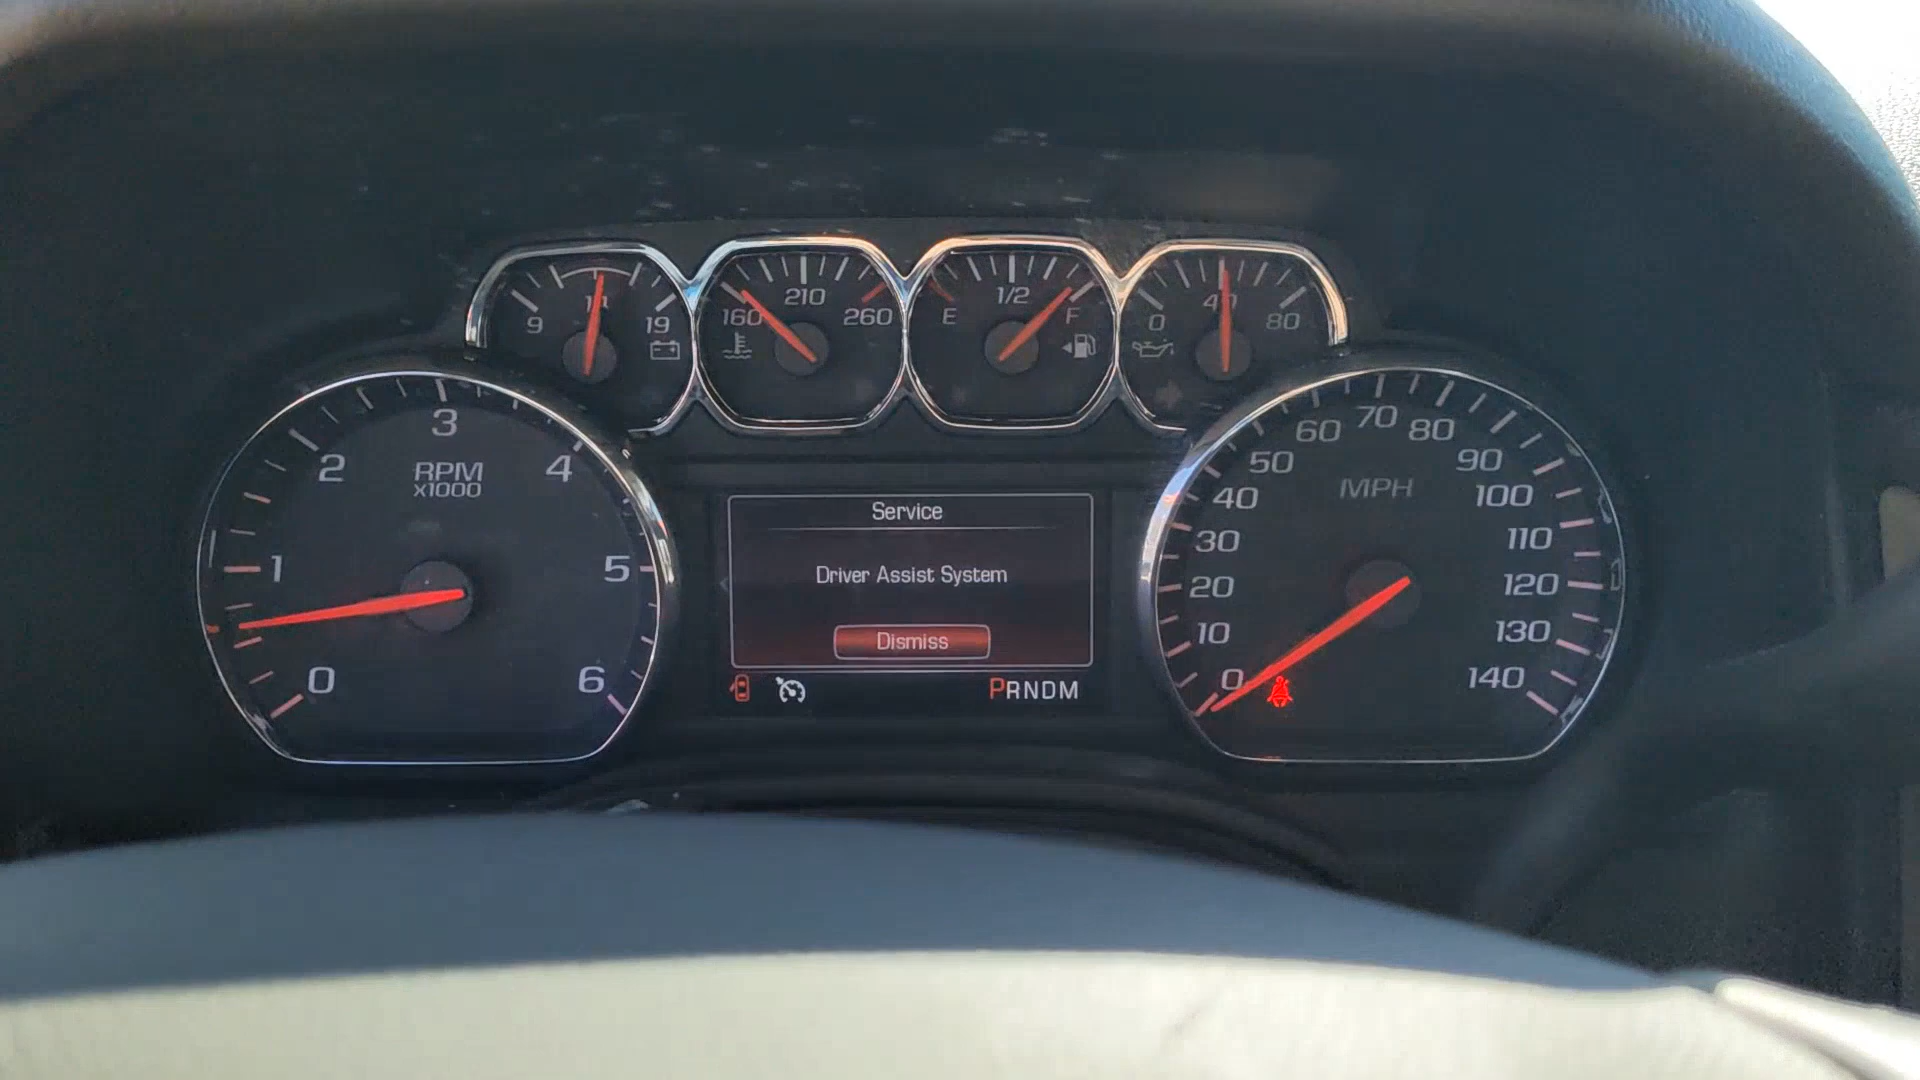 9 19
160 210 260
E 1/2 F
0 40 80
0 1 2 3 4 5 6
RPM
x1000
Service
Driver Assist System
Dismiss
PRNDM
0 10 20 30 40 50 60 70 80 90 100 110 120 130 140
MPH